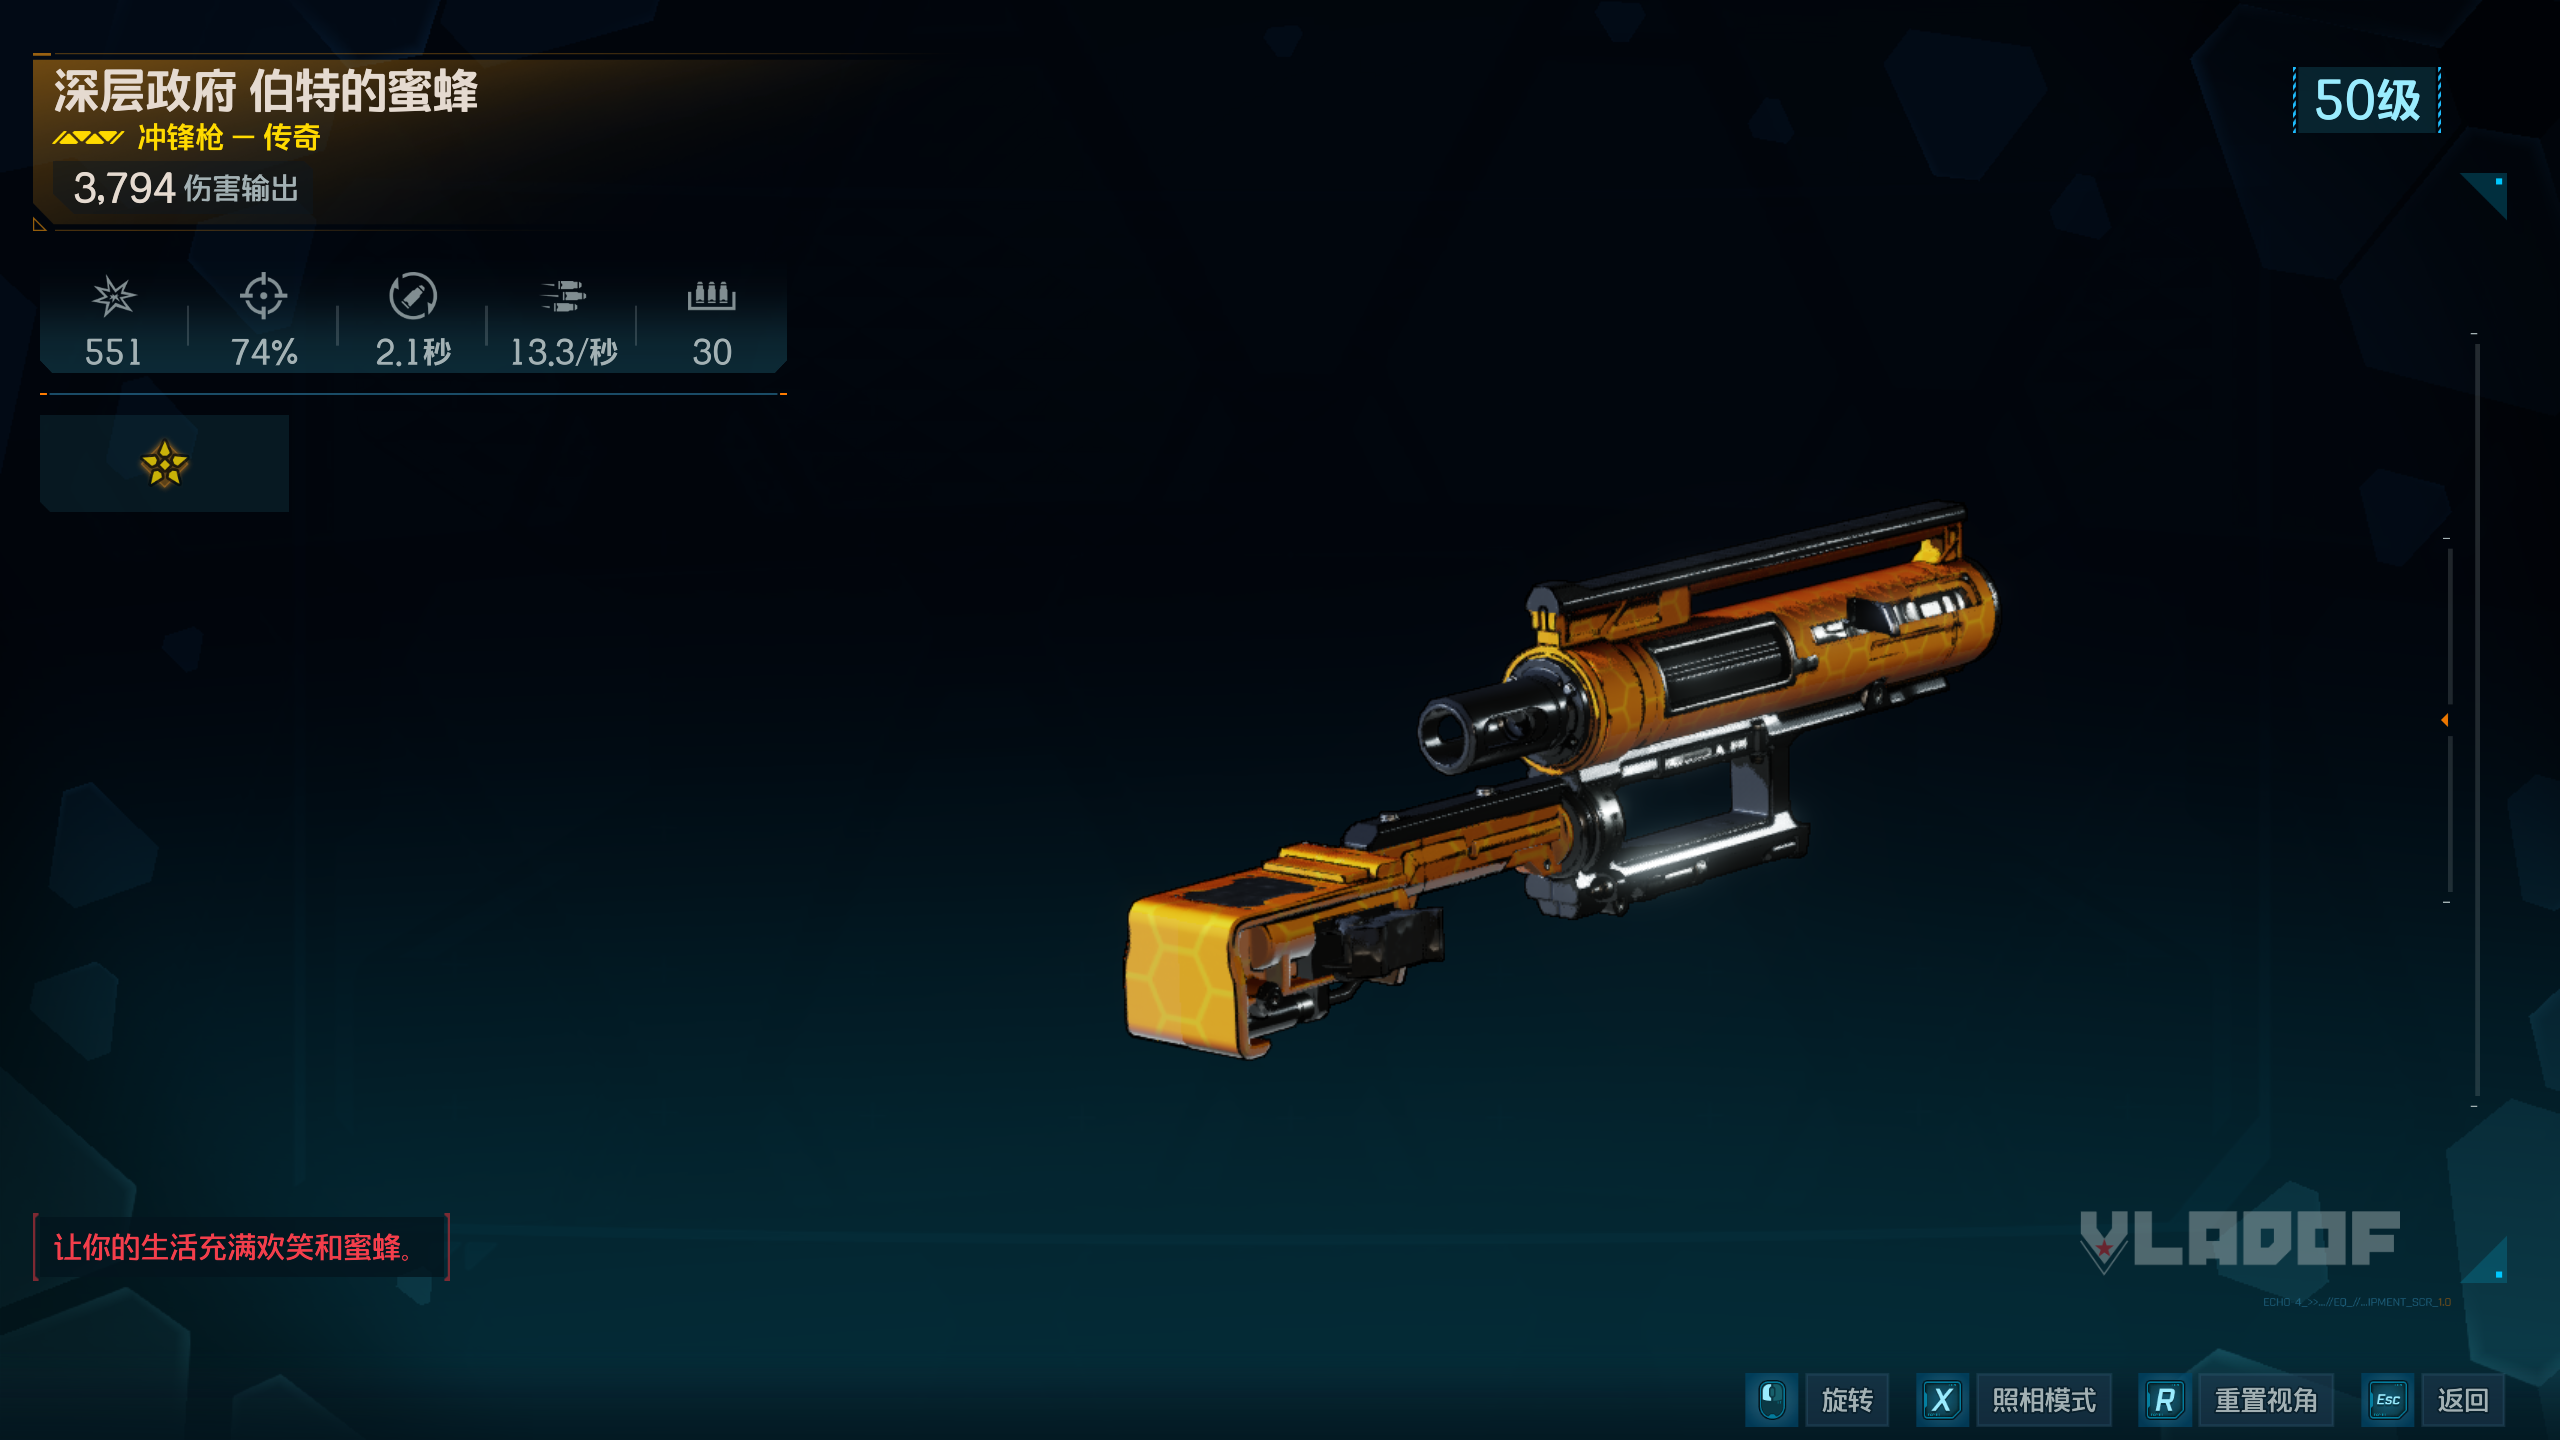 深层政府 伯特的蜜蜂
冲锋枪 – 传奇
3,794 伤害输出
50级
551
74%
2.1秒
13.3/秒
30
让你的生活充满欢笑和蜜蜂。
VLADOF
旋转
X
照相模式
R
重置视角
Esc
返回